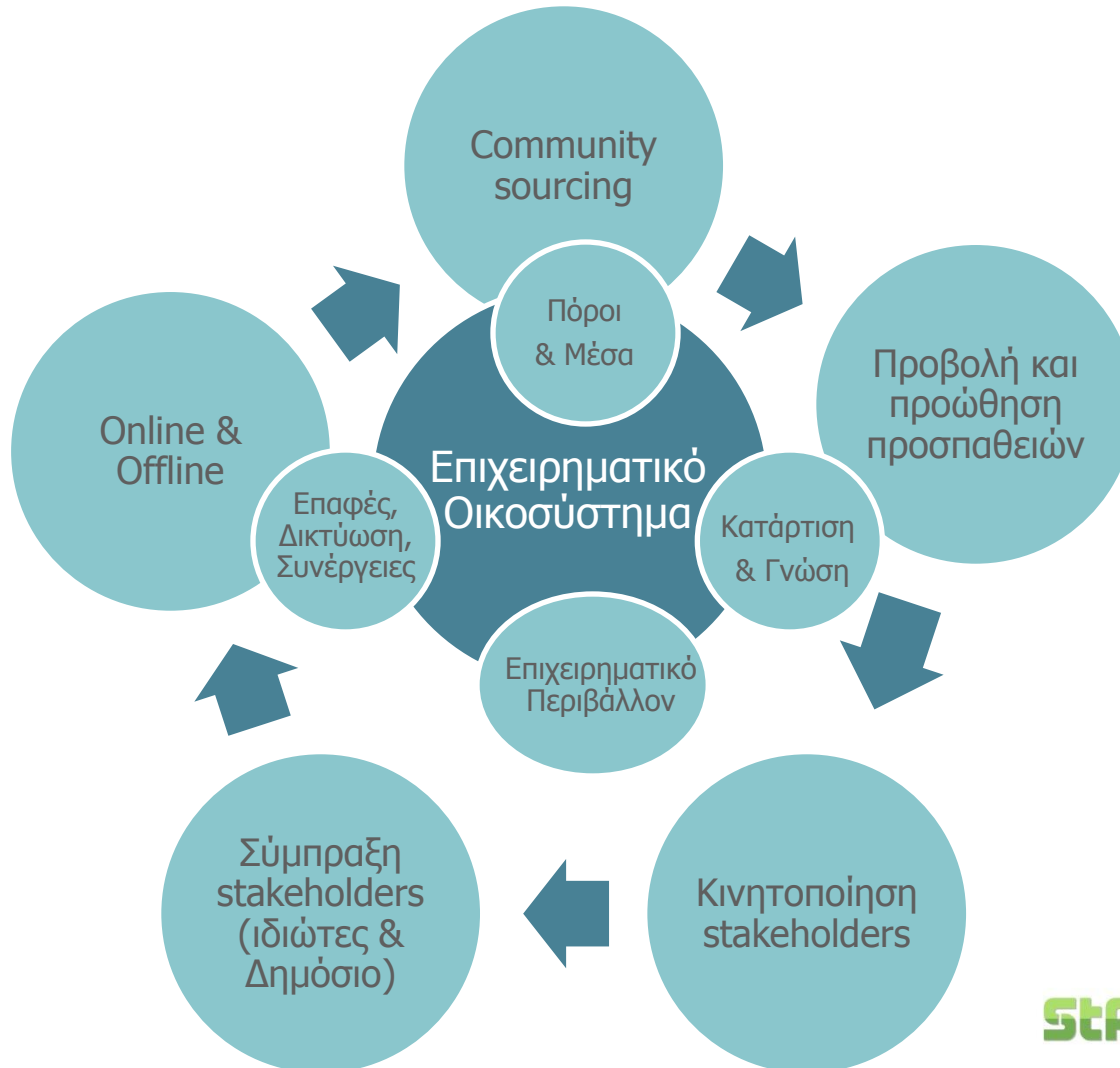 Community
sourcing
Πόροι
& Μέσα
Προβολή και
προώθηση
προσπαθειών
Online &
Offline
Επιχειρηματικό
Οικοσύστημα
Επαφές,
Δικτύωση,
Συνέργειες
Κατάρτιση
& Γνώση
Επιχειρηματικό
Περιβάλλον
Σύμπραξη
stakeholders
(ιδιώτες &
Δημόσιο)
Κινητοποίηση
stakeholders